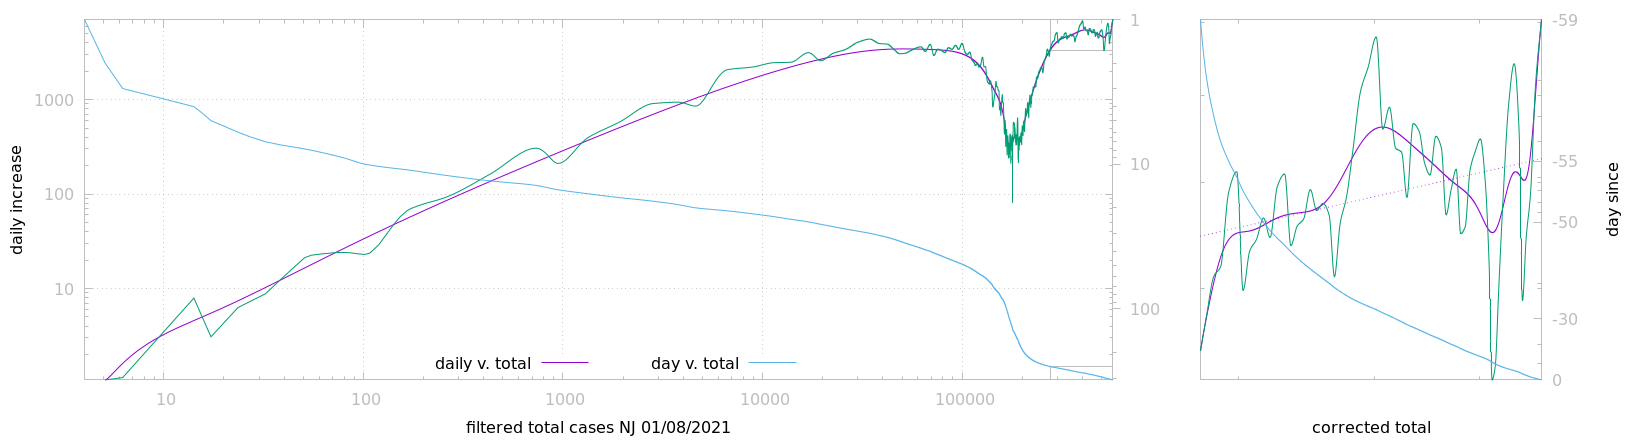 1000
100
10
daily increase
10
100
1000
10000
100000
filtered total cases NJ 01/08/2021
daily v. total
day v. total
1
10
100
-59
-55
-50
-30
0
day since
corrected total